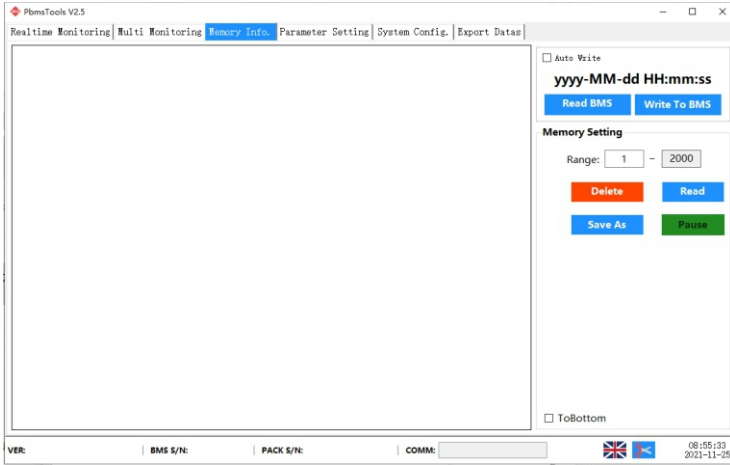 PbmsTools V2.5
Realtime Monitoring Multi Monitoring Memory Info. Parameter Setting System Config. Export Datas
Auto Write
yyyy-MM-dd HH:mm:ss
Read BMS Write To BMS
Memory Setting
Range: 1 - 2000
Delete Read
Save As Pause
ToBottom
VER: BMS S/N: PACK S/N: COMM: 08:55:33
2021-11-25